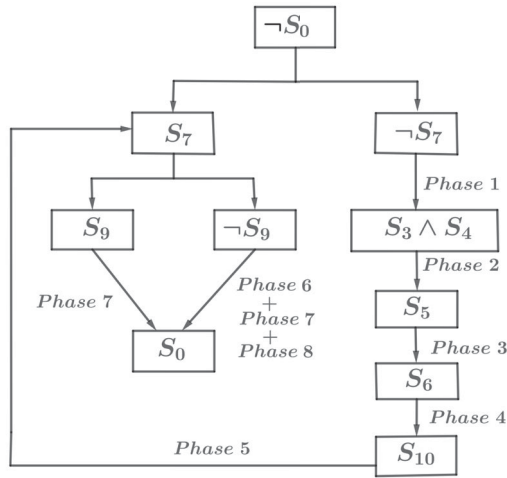 ¬S₀
S₇
¬S₇
Phase 1
S₉
¬S₉
S₃ ∧ S₄
Phase 2
Phase 7
Phase 6
+
Phase 7
+
Phase 8
S₅
S₀
Phase 3
S₆
Phase 4
Phase 5
S₁₀